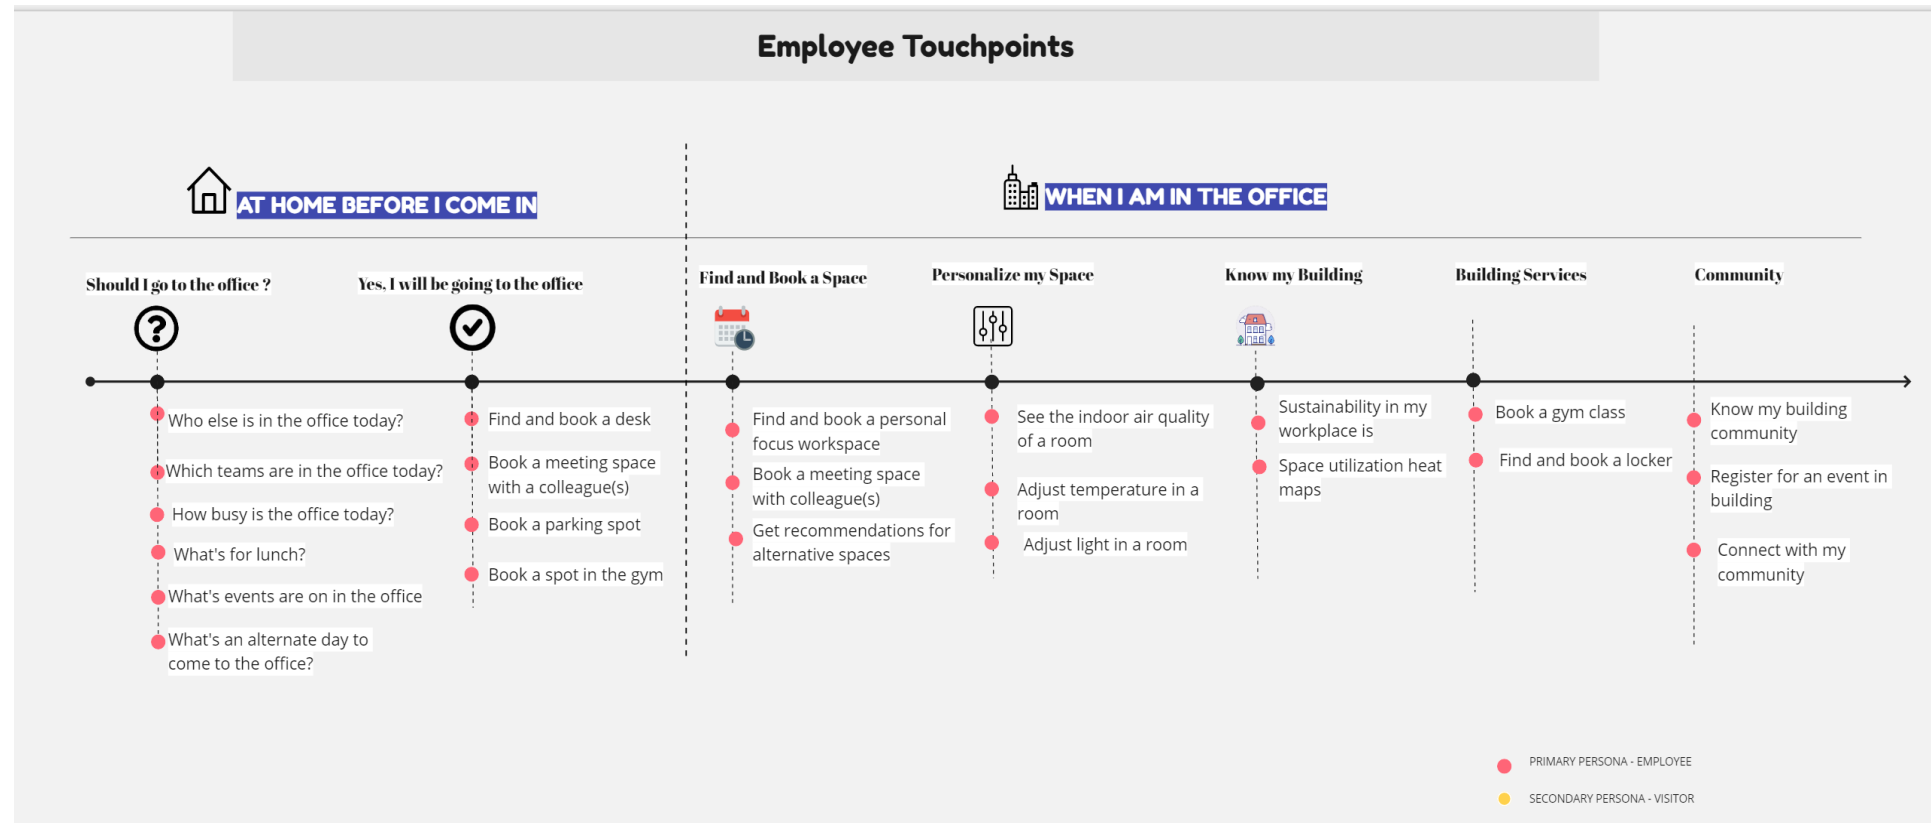 Employee Touchpoints
AT HOME BEFORE I COME IN
WHEN I AM IN THE OFFICE
Should I go to the office ?
Yes, I will be going to the office
Find and Book a Space
Personalize my Space
Know my Building
Building Services
Community
Who else is in the office today?
Which teams are in the office today?
How busy is the office today?
What's for lunch?
What's events are on in the office
What's an alternate day to
come to the office?
Find and book a desk
Book a meeting space
with a colleague(s)
Book a parking spot
Book a spot in the gym
Find and book a personal
focus workspace
Book a meeting space
with colleague(s)
Get recommendations for
alternative spaces
See the indoor air quality
of a room
Adjust temperature in a
room
Adjust light in a room
Sustainability in my
workplace is
Space utilization heat
maps
Book a gym class
Find and book a locker
Know my building
community
Register for an event in
building
Connect with my
community
PRIMARY PERSONA - EMPLOYEE
SECONDARY PERSONA - VISITOR